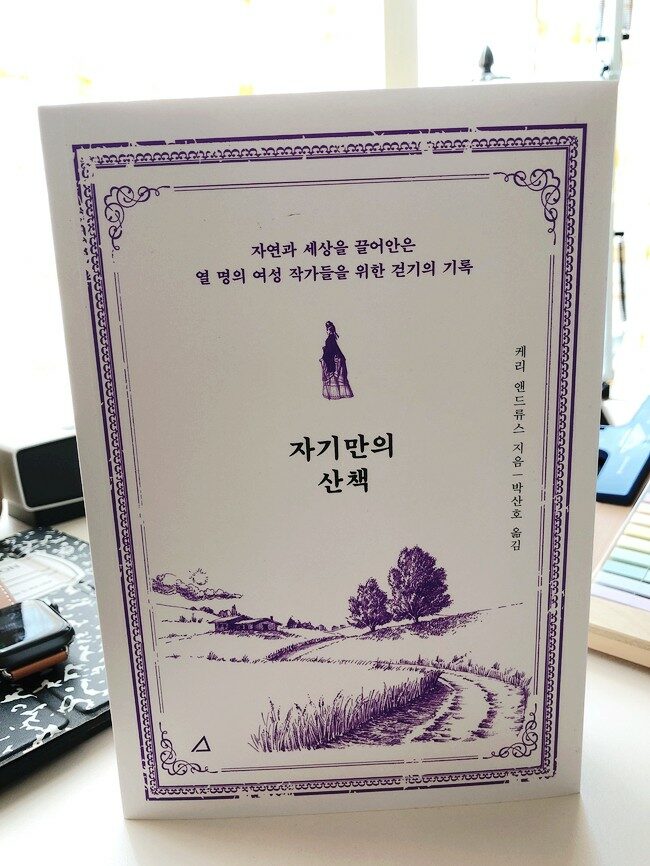 자연과 세상을 끌어안은
열 명의 여성 작가들을 위한 걷기의 기록
자기만의
산책
케리 앤드류스 지음 ─ 박산호 옮김